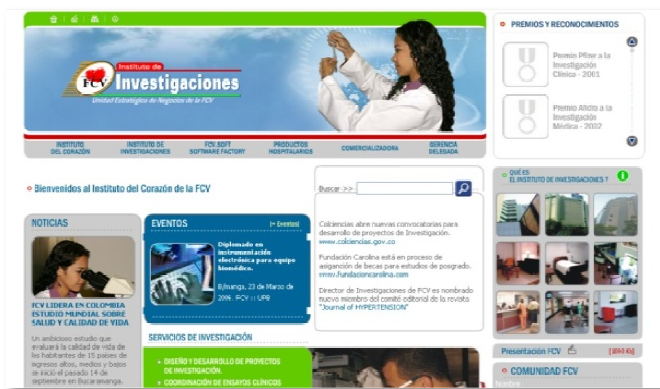 PREMIOS Y RECONOCIMIENTOS
Premio Pfizer a la
Investigación
Clínica - 2001
Premio Aficio a la
Investigación
Médica - 2002
Instituto de
FCV
Investigaciones
Unidad Estratégica de Negocios de la FCV
INSTITUTO
DEL CORAZÓN
INSTITUTO DE
INVESTIGACIONES
FCV.SOFT
SOFTWARE FACTORY
PRODUCTOS
HOSPITALARIOS
COMERCIALIZADORA
GERENCIA
DELEGADA
Bienvenidos al Instituto del Corazón de la FCV
Buscar >>
QUÉ ES
EL INSTITUTO DE INVESTIGACIONES ?
NOTICIAS
FCV LIDERA EN COLOMBIA
ESTUDIO MUNDIAL SOBRE
SALUD Y CALIDAD DE VIDA
Un ambicioso estudio que
evaluará la calidad de vida de
los habitantes de 15 países de
ingresos altos, medios y bajos
se inició el pasado 14 de
septiembre en Bucaramanga.
EVENTOS
[+ Eventos]
Diplomado en
instrumentación
electrónica para equipo
biomédico.
B/manga, 23 de Marzo de
2006. FCV :: UPB
Colciencias abre nuevas convocatorias para
desarrollo de proyectos de Investigación.
www.colciencias.gov.co
Fundación Carolina está en proceso de
asignación de becas para estudios de posgrado.
www.fundacioncarolina.com
Director de Investigaciones de FCV es nombrado
nuevo miembro del comité editorial de la revista
"Journal of HYPERTENSION"
SERVICIOS DE INVESTIGACIÓN
DISEÑO Y DESARROLLO DE PROYECTOS
DE INVESTIGACIÓN.
COORDINACIÓN DE ENSAYOS CLÍNICOS
Presentación FCV
COMUNIDAD FCV
Nombre